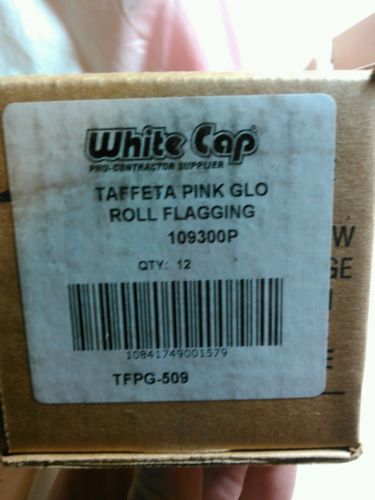 White Cap
PRO-CONTRACTOR SUPPLIER
TAFFETA PINK GLO
ROLL FLAGGING
109300P
QTY: 12
10841749001579
TFPG-509